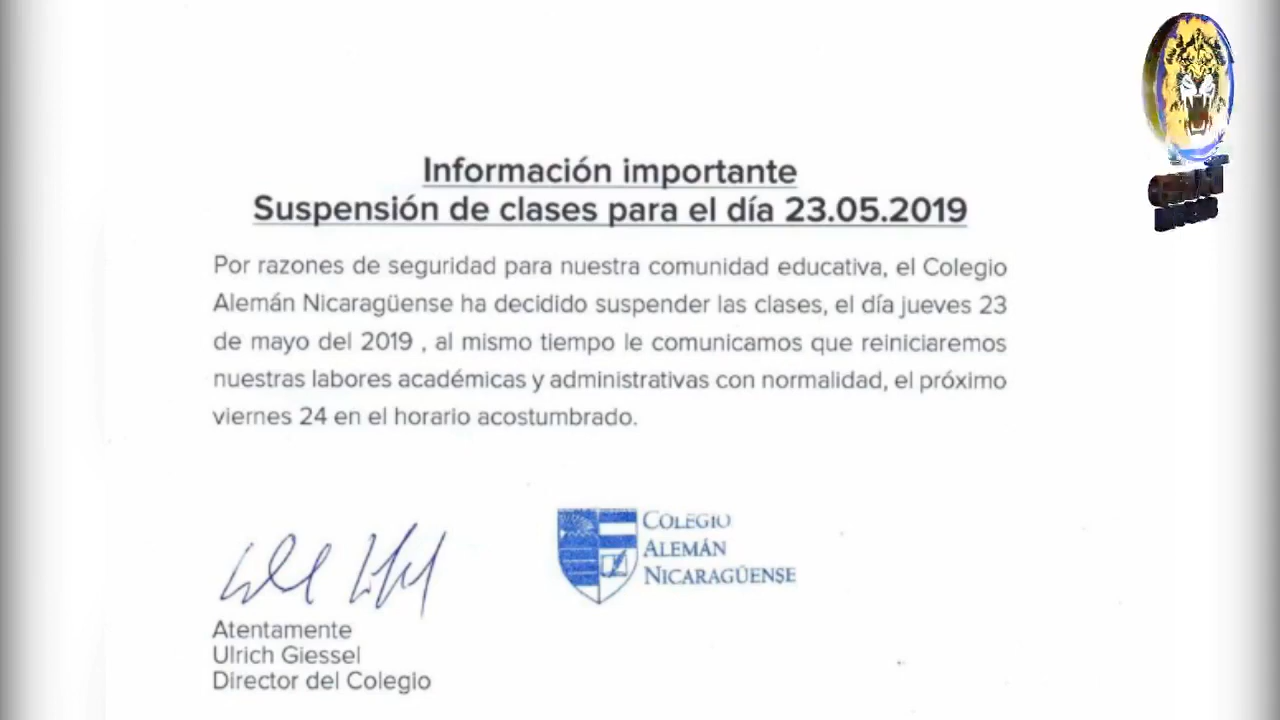 Información importante
Suspensión de clases para el día 23.05.2019
Por razones de seguridad para nuestra comunidad educativa, el Colegio
Alemán Nicaragüense ha decidido suspender las clases, el día jueves 23
de mayo del 2019 , al mismo tiempo le comunicamos que reiniciaremos
nuestras labores académicas y administrativas con normalidad, el próximo
viernes 24 en el horario acostumbrado.
COLEGIO
ALEMÁN
NICARAGÜENSE
Atentamente
Ulrich Giessel
Director del Colegio